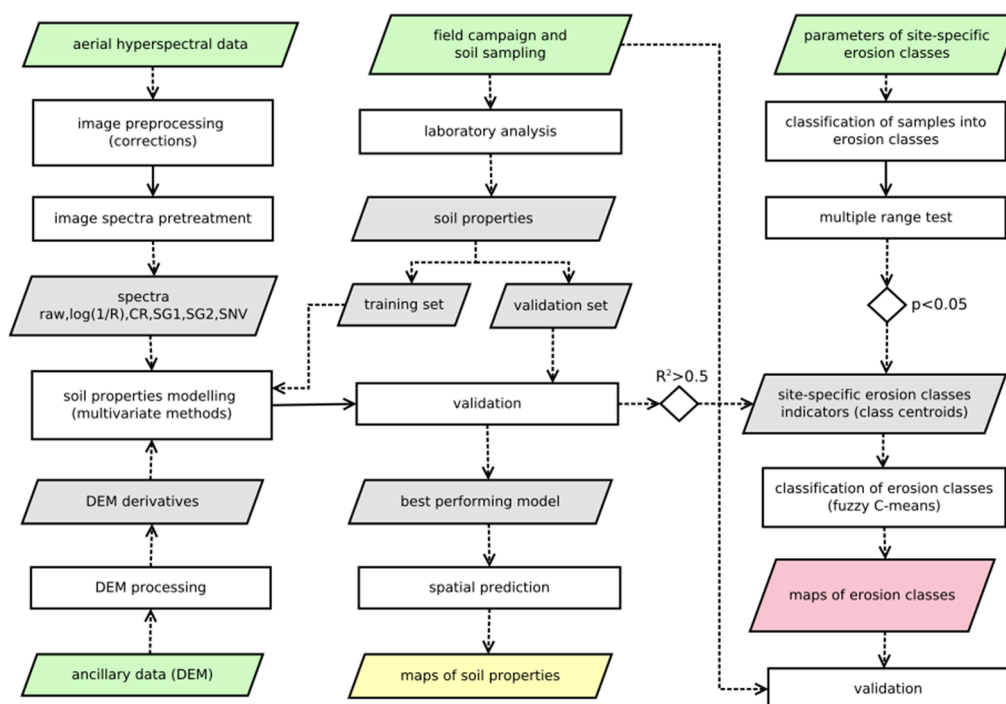 aerial hyperspectral data
image preprocessing
(corrections)
image spectra pretreatment
spectra
raw,log(1/R),CR,SG1,SG2,SNV
soil properties modelling
(multivariate methods)
DEM derivatives
DEM processing
ancillary data (DEM)
field campaign and
soil sampling
laboratory analysis
soil properties
training set
validation set
validation
R²>0.5
best performing model
spatial prediction
maps of soil properties
parameters of site-specific
erosion classes
classification of samples into
erosion classes
multiple range test
p<0.05
site-specific erosion classes
indicators (class centroids)
classification of erosion classes
(fuzzy C-means)
maps of erosion classes
validation